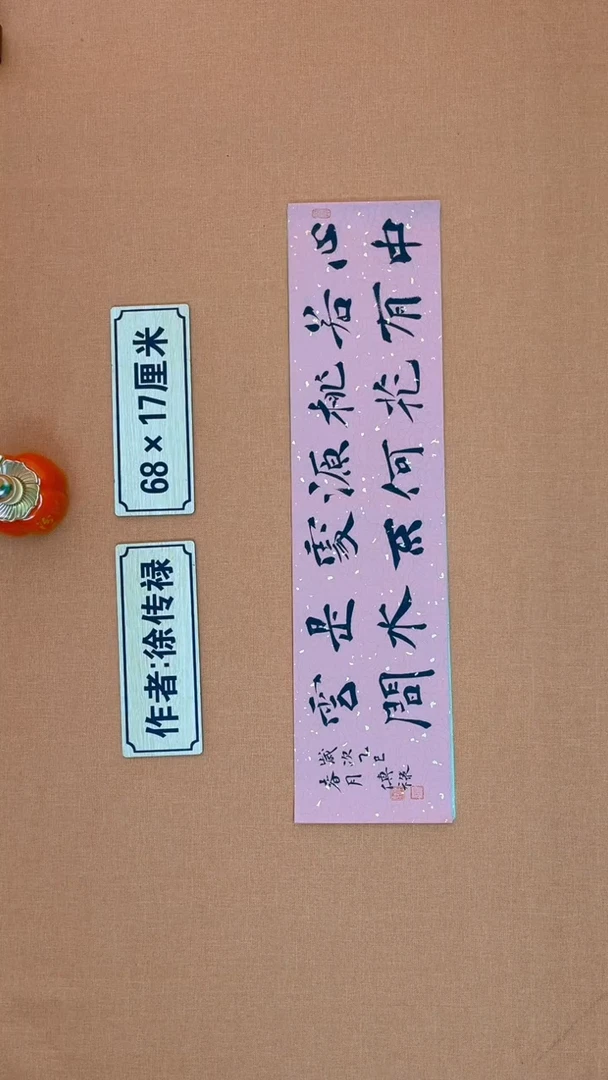 心中
若有
桃花
源何
處不
是水
雲間
歲次乙巳
春月傳祿
作者:徐传禄
68×17厘米